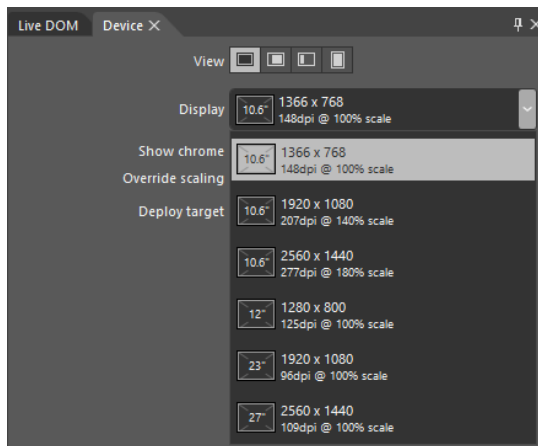 Live DOM Device
View
Display 10.6" 1366 x 768
148dpi @ 100% scale
Show chrome
10.6" 1366 x 768
148dpi @ 100% scale
Override scaling
Deploy target
10.6" 1920 x 1080
207dpi @ 140% scale
10.6" 2560 x 1440
277dpi @ 180% scale
12" 1280 x 800
125dpi @ 100% scale
23" 1920 x 1080
96dpi @ 100% scale
27" 2560 x 1440
109dpi @ 100% scale